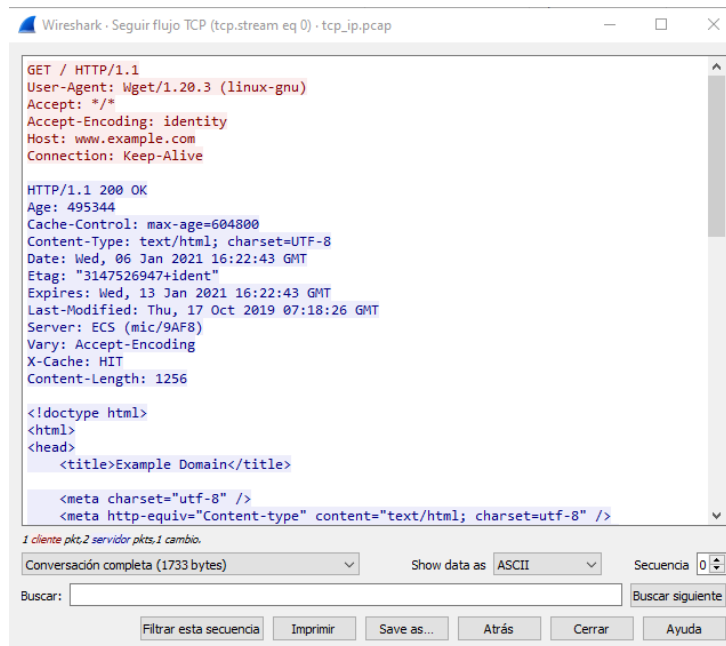 Wireshark · Seguir flujo TCP (tcp.stream eq 0) · tcp_ip.pcap
GET / HTTP/1.1
User-Agent: Wget/1.20.3 (linux-gnu)
Accept: */*
Accept-Encoding: identity
Host: www.example.com
Connection: Keep-Alive
HTTP/1.1 200 OK
Age: 495344
Cache-Control: max-age=604800
Content-Type: text/html; charset=UTF-8
Date: Wed, 06 Jan 2021 16:22:43 GMT
Etag: "3147526947+ident"
Expires: Wed, 13 Jan 2021 16:22:43 GMT
Last-Modified: Thu, 17 Oct 2019 07:18:26 GMT
Server: ECS (mic/9AF8)
Vary: Accept-Encoding
X-Cache: HIT
Content-Length: 1256
<!doctype html>
<html>
<head>
    <title>Example Domain</title>
    <meta charset="utf-8" />
    <meta http-equiv="Content-type" content="text/html; charset=utf-8" />
1 cliente pkt,2 servidor pkts,1 cambio.
Conversación completa (1733 bytes) Show data as ASCII Secuencia 0
Buscar: Buscar siguiente
Filtrar esta secuencia Imprimir Save as... Atrás Cerrar Ayuda